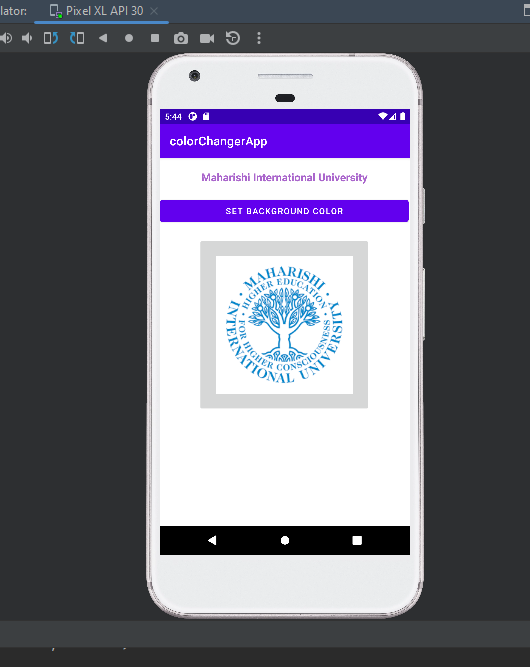 lator:
Pixel XL API 30
5:44
colorChangerApp
Maharishi International University
SET BACKGROUND COLOR
MAHARISHI
INTERNATIONAL UNIVERSITY
HIGHER EDUCATION
FOR HIGHER CONSCIOUSNESS